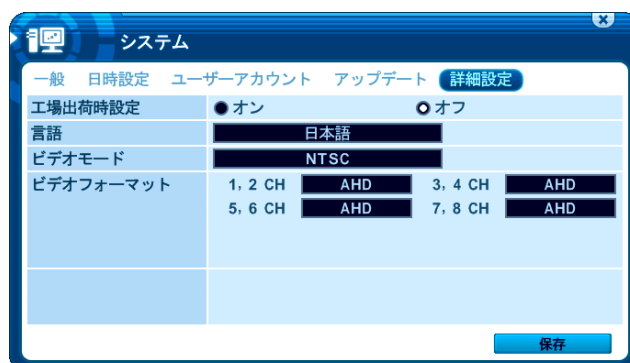 システム
一般 日時設定 ユーザーアカウント アップデート 詳細設定
工場出荷時設定 オン オフ
言語 日本語
ビデオモード NTSC
ビデオフォーマット 1, 2 CH AHD 3, 4 CH AHD
5, 6 CH AHD 7, 8 CH AHD
保存